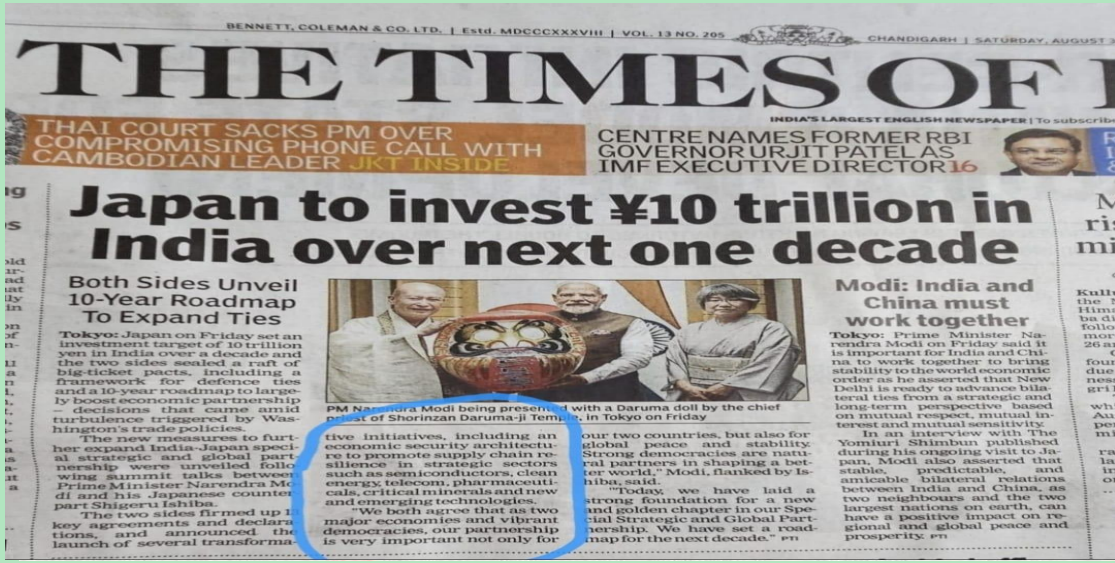 BENNETT, COLEMAN & CO. LTD. | Estd. MDCCCXXXVIII | VOL. 13 NO. 205
CHANDIGARH | SATURDAY, AUGUST
THE TIMES OF
INDIA'S LARGEST ENGLISH NEWSPAPER | To subscribe
THAI COURT SACKS PM OVER
COMPROMISING PHONE CALL WITH
CAMBODIAN LEADER JKT INSIDE
CENTRE NAMES FORMER RBI
GOVERNOR URJIT PATEL AS
IMF EXECUTIVE DIRECTOR 16
Japan to invest ¥10 trillion in
India over next one decade
Both Sides Unveil
10-Year Roadmap
To Expand Ties
Tokyo: Japan on Friday set an
investment target of 10 trillion
yen in India over a decade and
the two sides sealed a raft of
big-ticket pacts, including a
framework for defence ties
and a 10-year roadmap to large-
ly boost economic partnership
– decisions that came amid
turbulence triggered by Was-
hington's trade policies.
The new measures to furt-
her expand India-Japan speci-
al strategic and global part-
nership were unveiled follo
wing summit talks between
Prime Minister Narendra Mo
di and his Japanese counter
part Shigeru Ishiba.
The two sides firmed up 13
key agreements and declara
tions, and announced the
launch of several transforma-
PM Narendra Modi being presented with a Daruma doll by the chief
priest of Shorinzan Daruma-ji Temple, in Tokyo on Friday
tive initiatives, including an
economic security architectu-
re to promote supply chain re-
silience in strategic sectors
such as semiconductors, clean
energy, telecom, pharmaceuti-
cals, critical minerals and new
and emerging technologies.
"We both agree that as two
major economies and vibrant
democracies, our partnership
is very important not only for
our two countries, but also for
global peace and stability.
Strong democracies are natu-
ral partners in shaping a bet-
ter world," Modi, flanked by Is-
hiba, said.
"Today, we have laid a
strong foundation for a new
and golden chapter in our Spe-
cial Strategic and Global Part-
nership. We have set a road-
map for the next decade." PTI
Modi: India and
China must
work together
Tokyo: Prime Minister Na-
rendra Modi on Friday said it
is important for India and Chi-
na to work together to bring
stability to the world economic
order as he asserted that New
Delhi is ready to advance bila-
teral ties from a strategic and
long-term perspective based
on mutual respect, mutual in-
terest and mutual sensitivity.
In an interview with The
Yomiuri Shimbun published
during his ongoing visit to Ja-
pan, Modi also asserted that
stable, predictable, and
amicable bilateral relations
between India and China, as
two neighbours and the two
largest nations on earth, can
have a positive impact on re-
gional and global peace and
prosperity. PTI